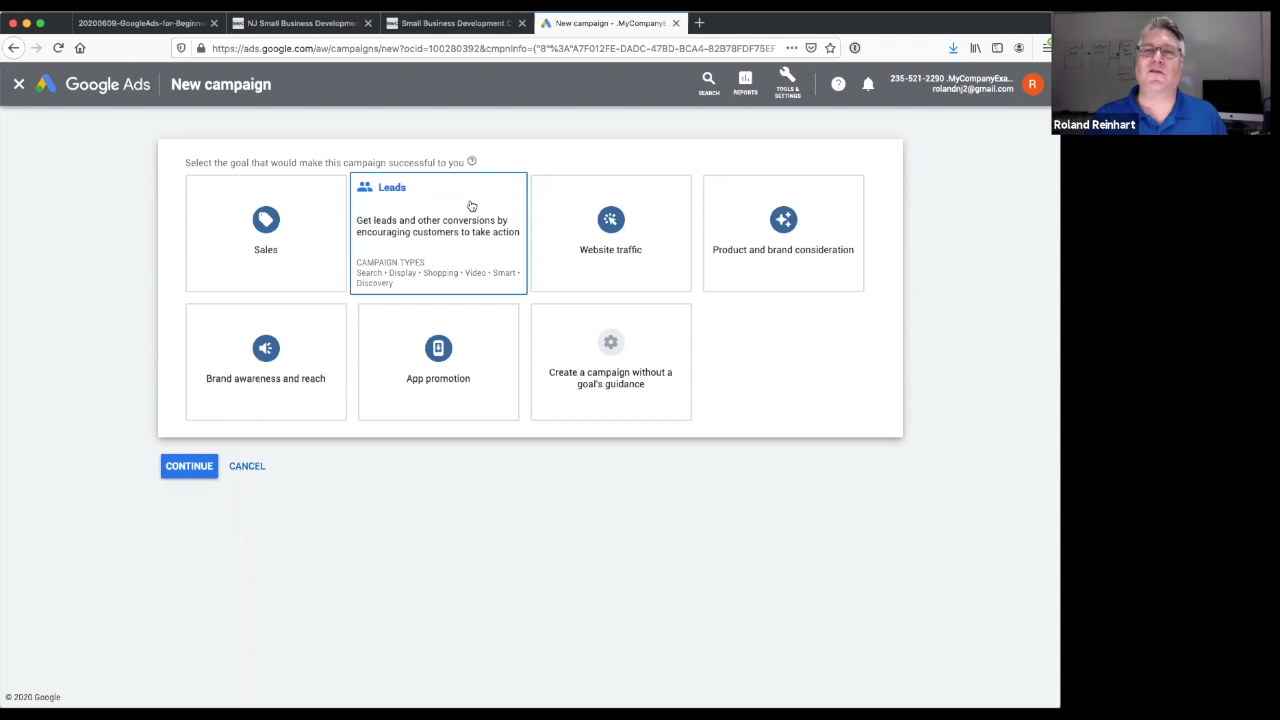 20200609-GoogleAds-for-Beginne
NJ Small Business Developmen
Small Business Development C
New campaign - .MyCompanyE
https://ads.google.com/aw/campaigns/new?ocid=100280392&cmpnInfo={"8"%3A"A7F012FE-DADC-47BD-BCA4-82B78FDF75EF
Google Ads
New campaign
SEARCH
REPORTS
TOOLS &
SETTINGS
235-521-2290 .MyCompanyExa...
rolandnj2@gmail.com
R
Roland Reinhart
Select the goal that would make this campaign successful to you
Sales
Leads
Get leads and other conversions by
encouraging customers to take action
CAMPAIGN TYPES
Search • Display • Shopping • Video • Smart •
Discovery
Website traffic
Product and brand consideration
Brand awareness and reach
App promotion
Create a campaign without a
goal's guidance
CONTINUE
CANCEL
© 2020 Google